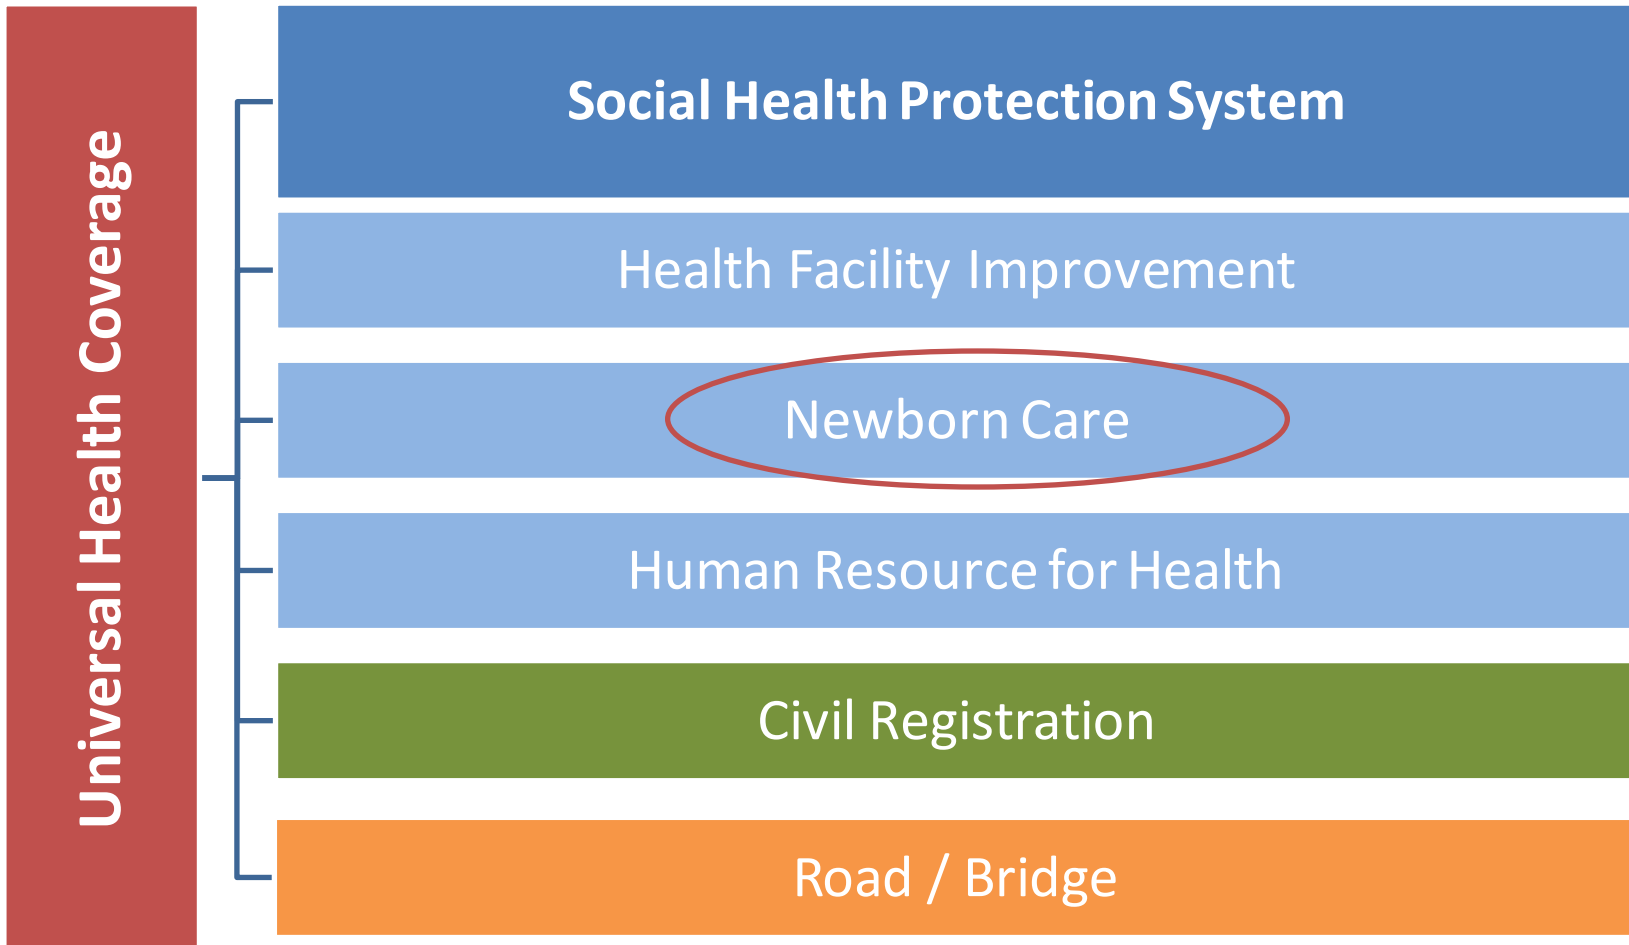 Universal Health Coverage
Social Health Protection System
Health Facility Improvement
Newborn Care
Human Resource for Health
Civil Registration
Road / Bridge